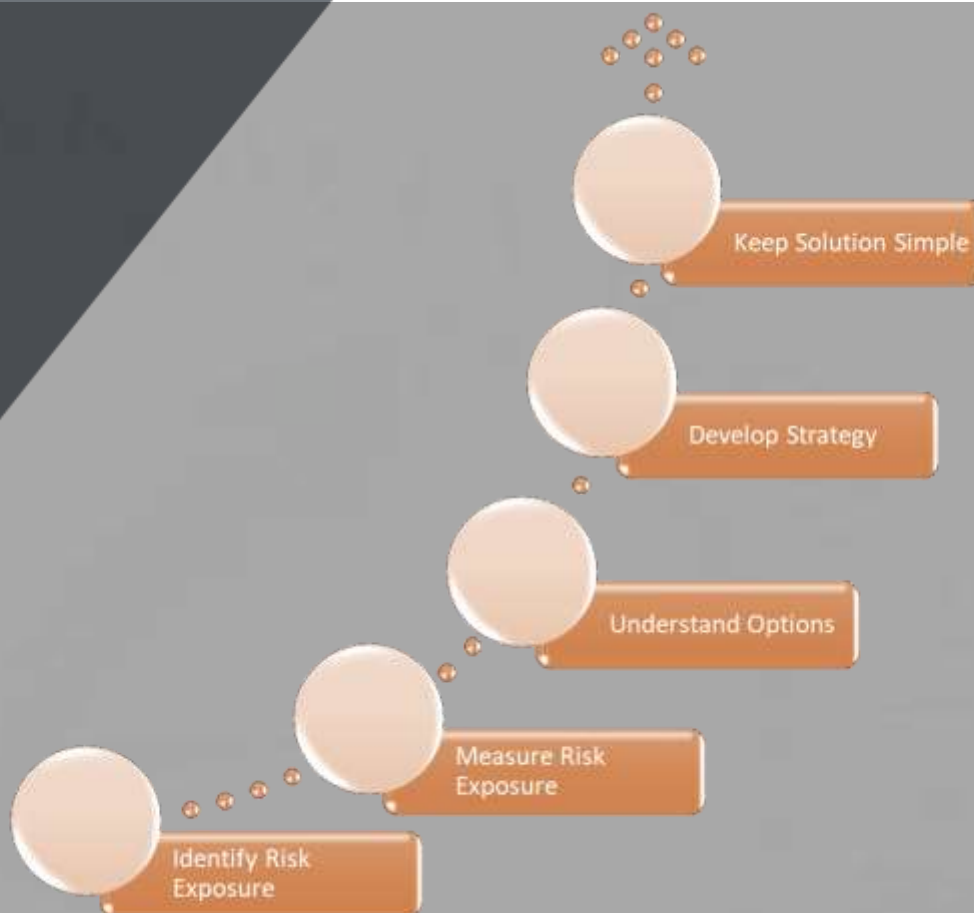 Keep Solution Simple
Develop Strategy
Understand Options
Measure Risk
Exposure
Identify Risk
Exposure